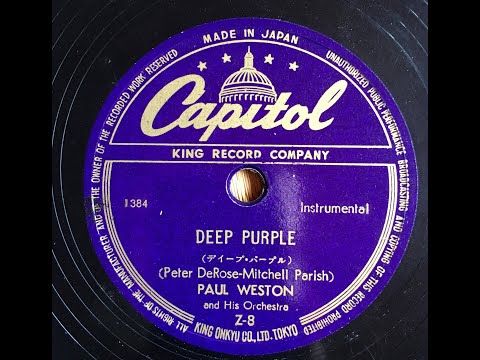 MADE IN JAPAN
Capitol
KING RECORD COMPANY
1384
Instrumental
DEEP PURPLE
(ディープ・パープル)
(Peter DeRose-Mitchell Parish)
PAUL WESTON
and His Orchestra
Z-8
KING ONKYO CO., LTD. TOKYO
ALL RIGHTS OF THE MANUFACTURER AND OF THE OWNER OF THE RECORDED WORK RESERVED
UNAUTHORIZED PUBLIC PERFORMANCE BROADCASTING AND COPYING OF THIS RECORD PROHIBITED